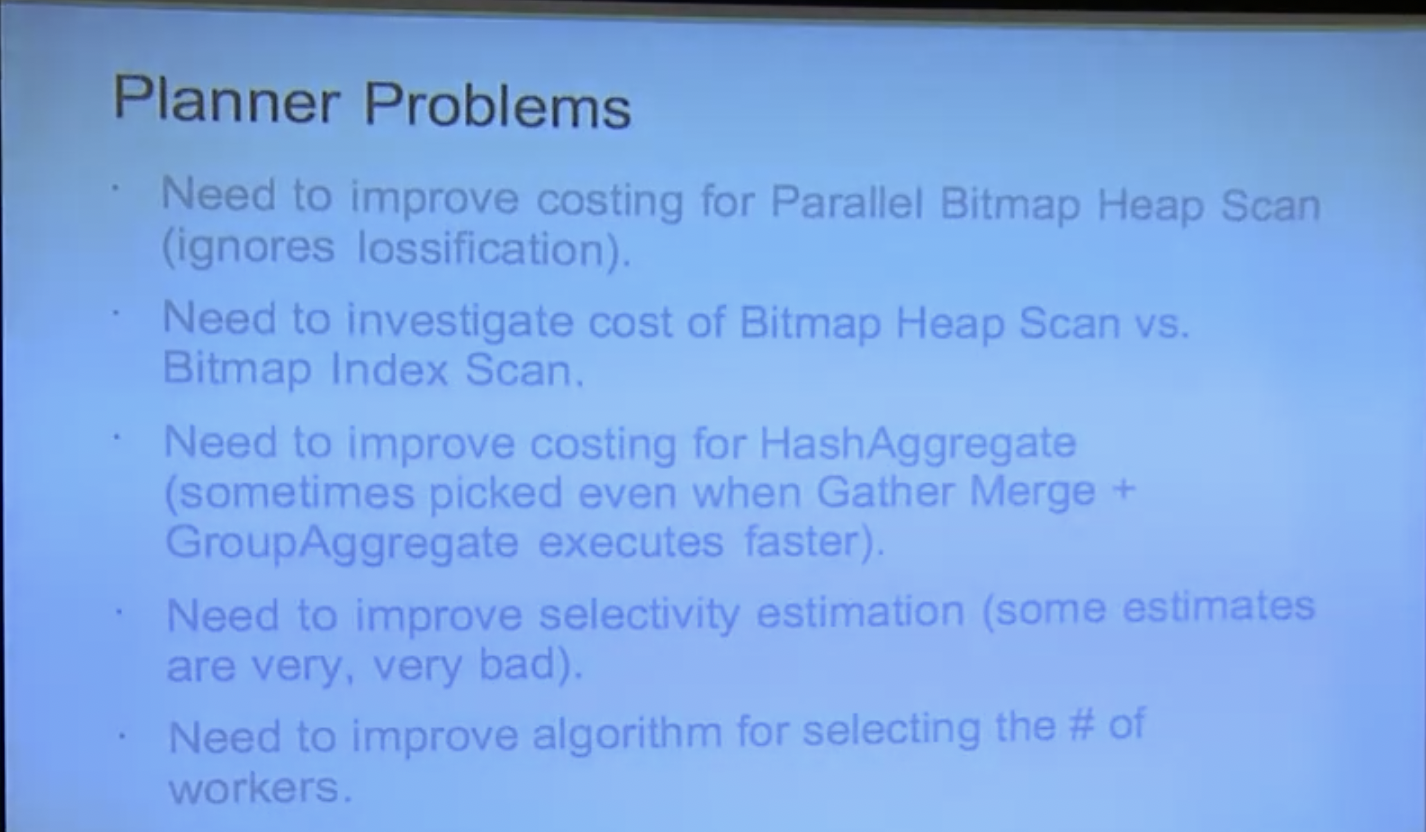 Planner Problems
· Need to improve costing for Parallel Bitmap Heap Scan
(ignores lossification).
· Need to investigate cost of Bitmap Heap Scan vs.
Bitmap Index Scan.
· Need to improve costing for HashAggregate
(sometimes picked even when Gather Merge +
GroupAggregate executes faster).
· Need to improve selectivity estimation (some estimates
are very, very bad).
· Need to improve algorithm for selecting the # of
workers.